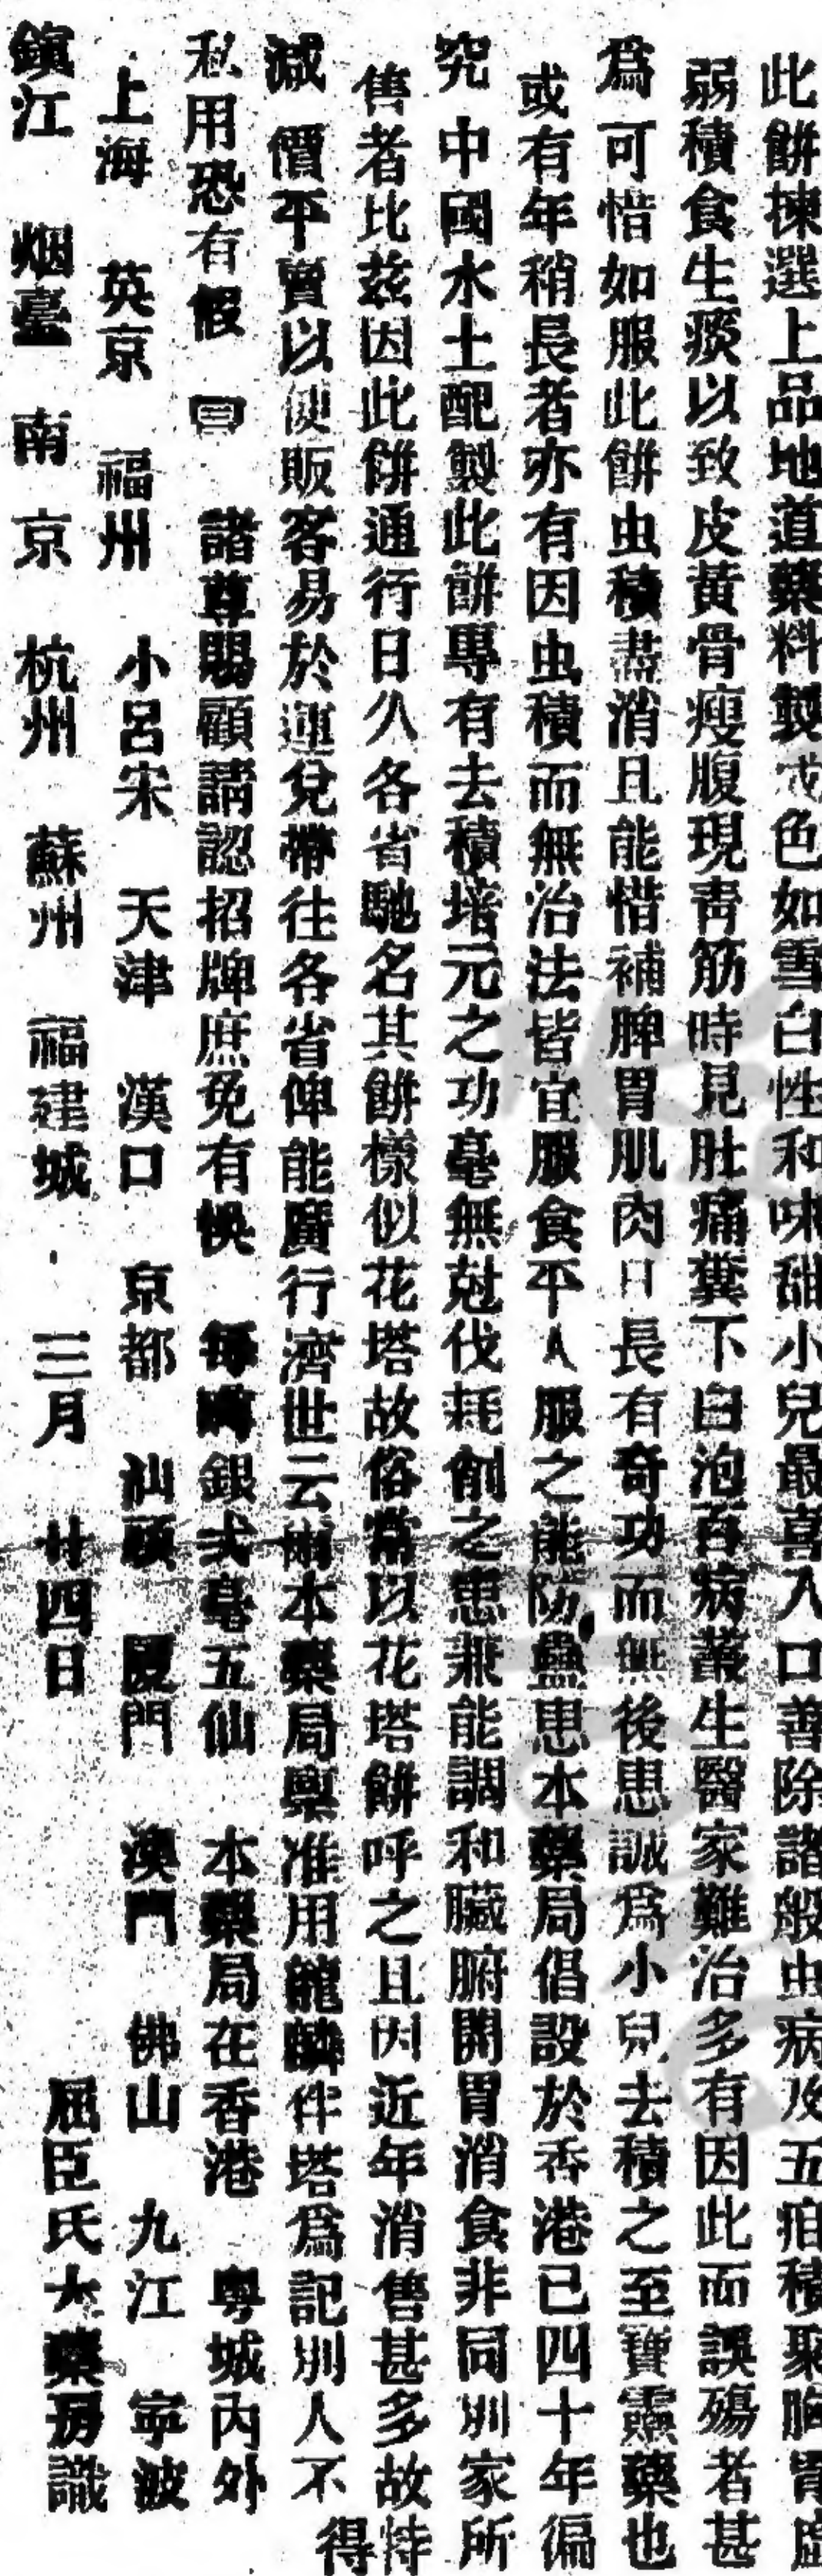 此餅揀選上品地道藥料製成色如雪白性和味甜小兒最喜入口善除諸般虫病及五疳積聚胸胃虛
弱積食生痰以致皮黃骨瘦腹現靑筋時見肚痛糞下白泡百病叢生醫家難治多有因此而誤殤者甚
爲可惜如服此餅虫積盡消且能惜補脾胃肌肉日長有奇功而無後患誠爲小兒去積之至寶靈藥也
或有年稍長者亦有因虫積而無治法皆宜服食平人服之能防蠱患本藥局倡設於香港已四十年徧
究中國水土配製此餅專有去積培元之功毫無尅伐耗削之患兼能調和臟腑開胃消食非同別家所
售者比茲因此餅通行日久各省馳名其餅樣似花塔故俗常以花塔餅呼之且因近年消售甚多故特
減價平賣以便販客易於運兌帶往各省俾能廣行濟世云爾本藥局稟准用龍麟伴塔爲記別人不得
私用恐有假冒 諸尊賜顧請認招牌庶免有悞 每 銀弍毫五仙 本藥局在香港 粤城內外
上海 英京 福州 小呂宋 天津 漢口 京都 汕頭 厦門 澳門 佛山 九江 寧波
鎭江 烟臺 南京 杭州 蘇州 福建城 三月 廿四日 屈臣氏大藥房識